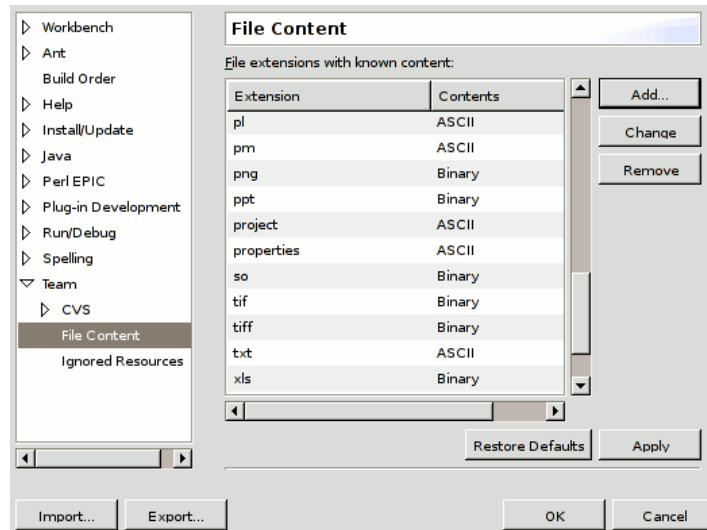 Workbench
Ant
Build Order
Help
Install/Update
Java
Perl EPIC
Plug-in Development
Run/Debug
Spelling
Team
CVS
File Content
Ignored Resources
File Content
File extensions with known content:
Extension Contents
pl ASCII
pm ASCII
png Binary
ppt Binary
project ASCII
properties ASCII
so Binary
tif Binary
tiff Binary
txt ASCII
xls Binary
Add...
Change
Remove
Restore Defaults Apply
Import... Export... OK Cancel